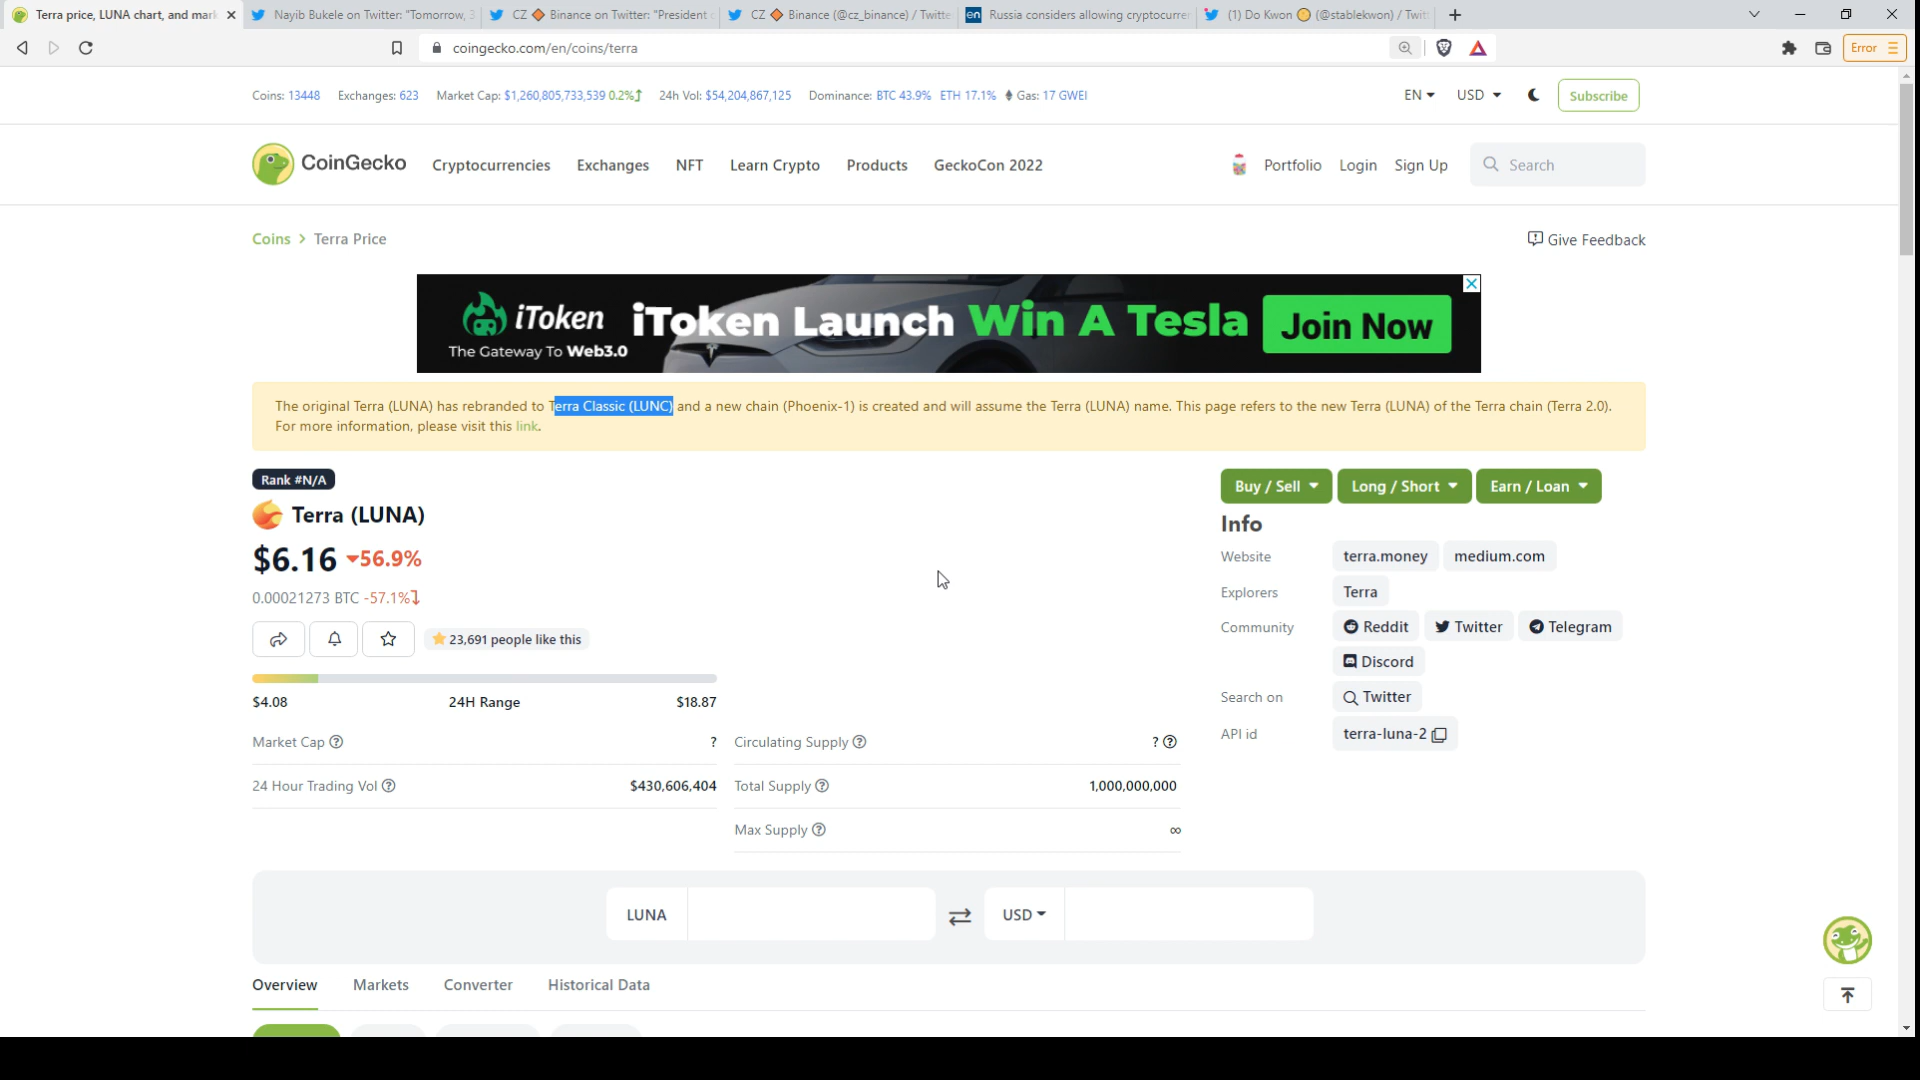 Terra price, LUNA chart, and mark
Nayib Bukele on Twitter: "Tomorrow, 3
CZ Binance on Twitter: "President
CZ Binance (@cz_binance) / Twitte
en Russia considers allowing cryptocurre
(1) Do Kwon (@stablekwon) / Twit
coingecko.com/en/coins/terra
Error
Coins: 13448 Exchanges: 623 Market Cap: $1,260,805,733,539 0.2% 24h Vol: $54,204,867,125 Dominance: BTC 43.9% ETH 17.1% Gas: 17 GWEI
EN USD Subscribe
CoinGecko Cryptocurrencies Exchanges NFT Learn Crypto Products GeckoCon 2022
Portfolio Login Sign Up Search
Coins > Terra Price
Give Feedback
iToken
The Gateway To Web3.0
iToken Launch Win A Tesla
Join Now
The original Terra (LUNA) has rebranded to Terra Classic (LUNC) and a new chain (Phoenix-1) is created and will assume the Terra (LUNA) name. This page refers to the new Terra (LUNA) of the Terra chain (Terra 2.0).
For more information, please visit this link.
Rank #N/A
Terra (LUNA)
$6.16 56.9%
0.00021273 BTC -57.1%
23,691 people like this
$4.08 24H Range $18.87
Market Cap ?
Circulating Supply ?
24 Hour Trading Vol $430,606,404
Total Supply 1,000,000,000
Max Supply ∞
Buy / Sell Long / Short Earn / Loan
Info
Website terra.money medium.com
Explorers Terra
Community Reddit Twitter Telegram
Discord
Search on Twitter
API id terra-luna-2
LUNA USD
Overview Markets Converter Historical Data